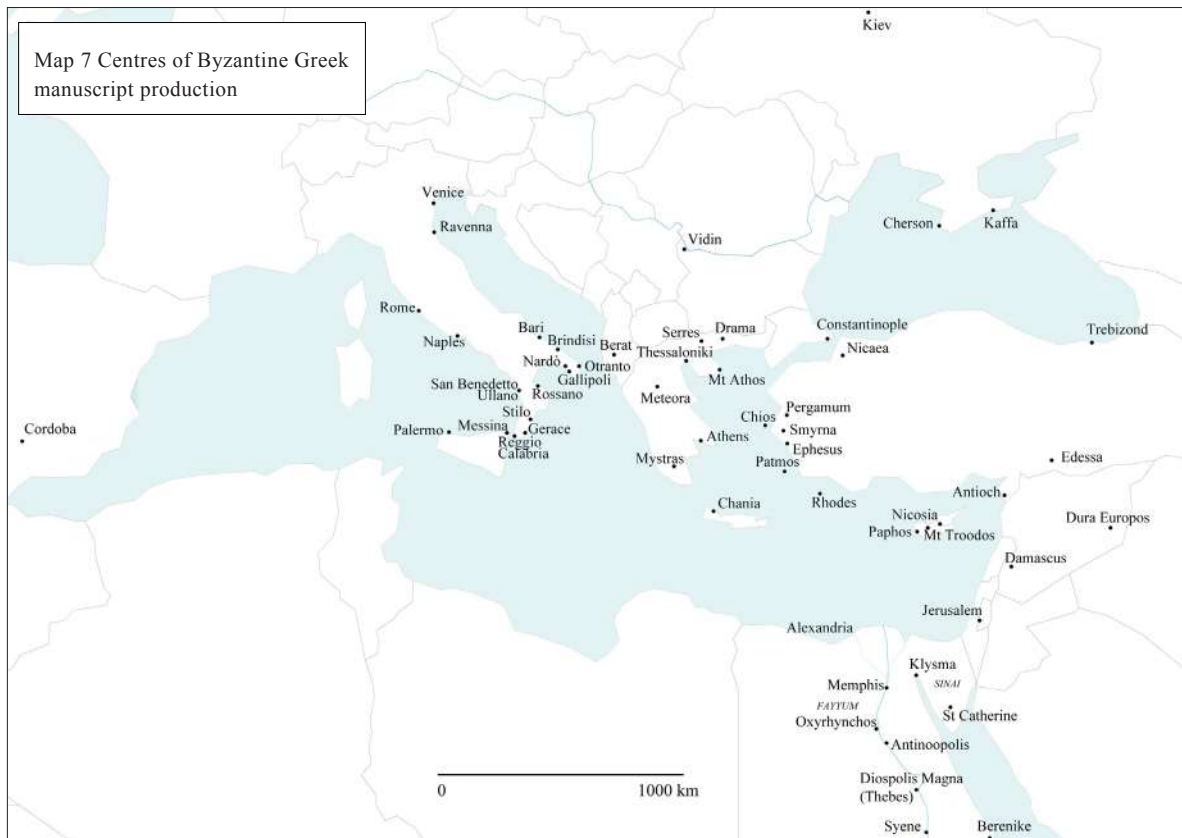 Map 7 Centres of Byzantine Greek
manuscript production
Kiev
Venice
Ravenna
Vidin
Cherson
Kaffa
Rome
Naples
Bari
Brindisi
Berat
Serres
Drama
Thessaloniki
Constantinople
Nicaea
Trebizond
Nardò
Otranto
Gallipoli
Mt Athos
San Benedetto
Ullano
Rossano
Meteora
Pergamum
Stilo
Chios
Smyrna
Cordoba
Palermo
Messina
Gerace
Reggio
Calabria
Athens
Ephesus
Mystras
Patmos
Edessa
Chania
Rhodes
Antioch
Nicosia
Dura Europos
Paphos
Mt Troodos
Damascus
Jerusalem
Alexandria
Klysma
SINAI
Memphis
FAYYUM
St Catherine
Oxyrhynchos
Antinoopolis
0
1000 km
Diospolis Magna
(Thebes)
Syene
Berenike